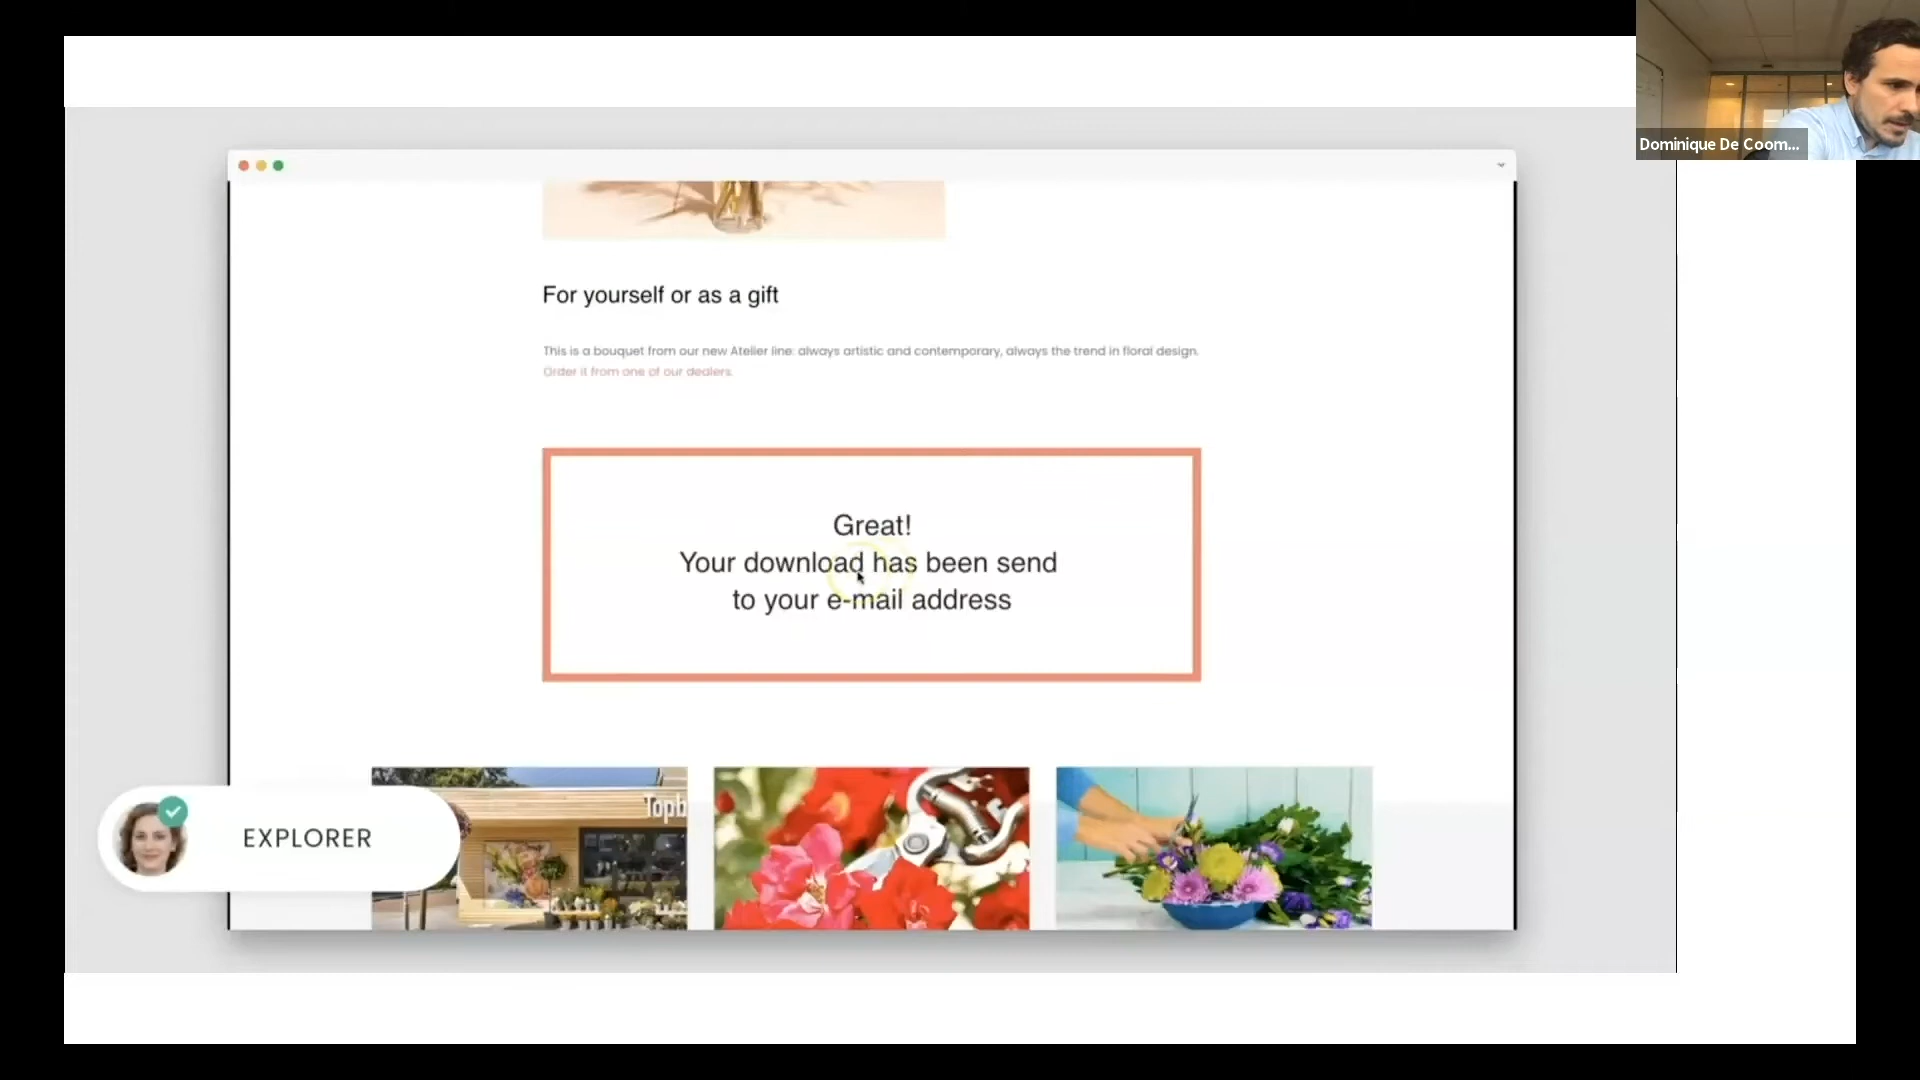 Dominique De Coom...
For yourself or as a gift
This is a bouquet from our new Atelier line: always artistic and contemporary, always the trend in floral design.
Order it from one of our dealers.
Great!
Your download has been send
to your e-mail address
Topb
EXPLORER